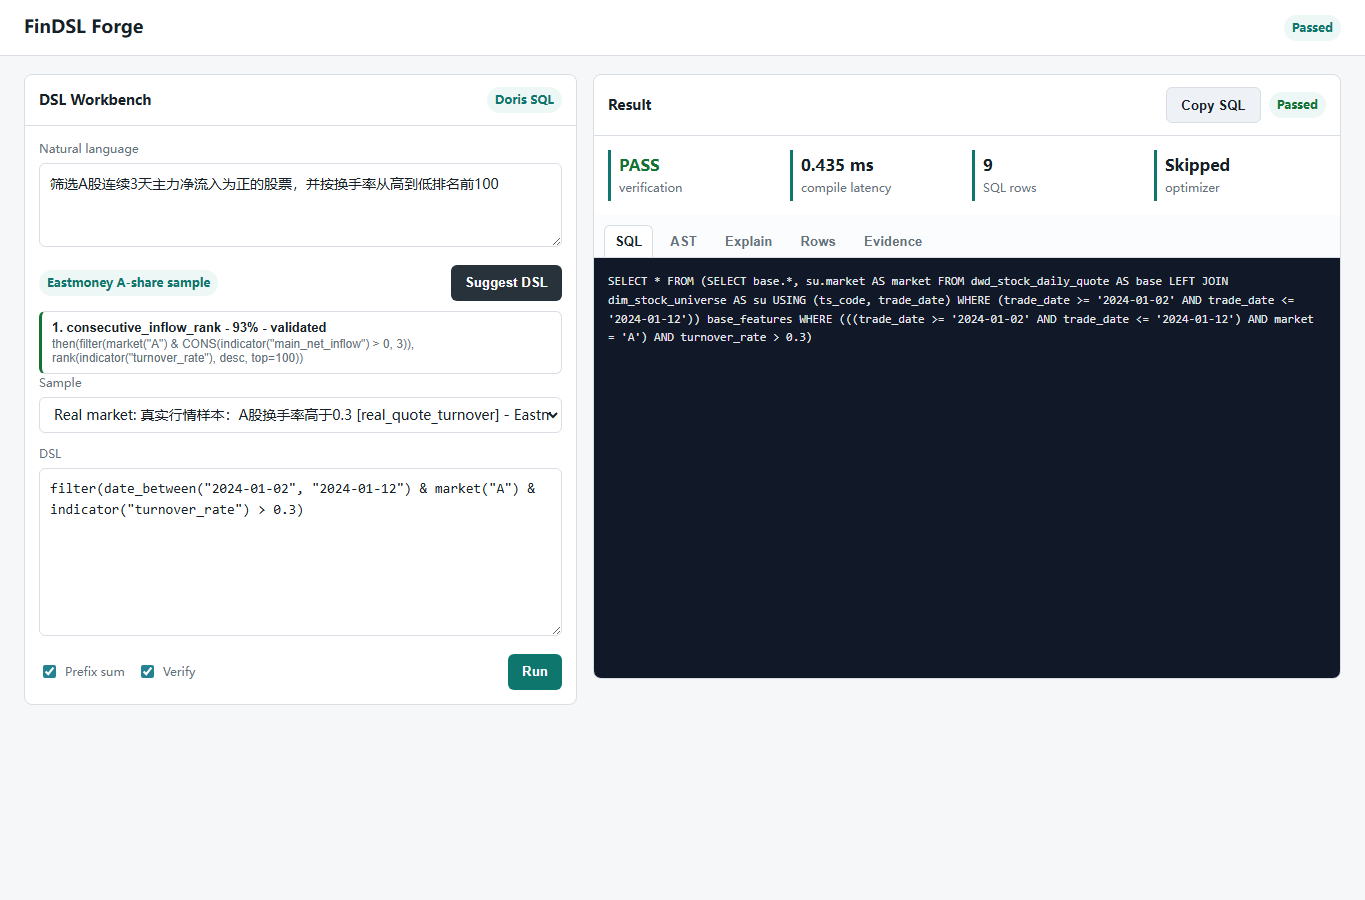 FinDSL Forge
Passed
DSL Workbench
Doris SQL
Natural language
筛选A股连续3天主力净流入为正的股票，并按换手率从高到低排名前100
Eastmoney A-share sample
Suggest DSL
1. consecutive_inflow_rank - 93% - validated
then(filter(market("A") & CONS(indicator("main_net_inflow") > 0, 3)),
rank(indicator("turnover_rate"), desc, top=100))
Sample
Real market: 真实行情样本：A股换手率高于0.3 [real_quote_turnover] - Eastm
DSL
filter(date_between("2024-01-02", "2024-01-12") & market("A") &
indicator("turnover_rate") > 0.3)
Prefix sum
Verify
Run
Result
Copy SQL
Passed
PASS
verification
0.435 ms
compile latency
9
SQL rows
Skipped
optimizer
SQL
AST
Explain
Rows
Evidence
SELECT * FROM (SELECT base.*, su.market AS market FROM dwd_stock_daily_quote AS base LEFT JOIN
dim_stock_universe AS su USING (ts_code, trade_date) WHERE (trade_date >= '2024-01-02' AND trade_date <=
'2024-01-12')) base_features WHERE (((trade_date >= '2024-01-02' AND trade_date <= '2024-01-12') AND market
= 'A') AND turnover_rate > 0.3)